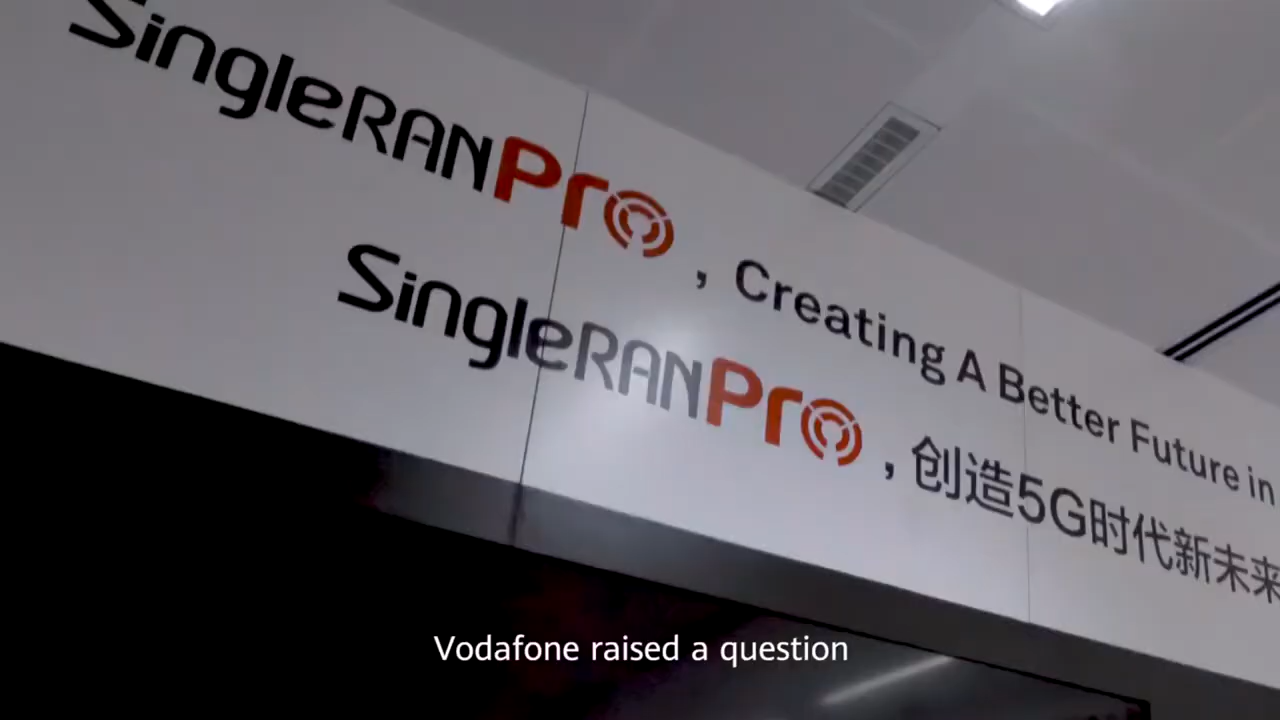 SingleRANPro, Creating A Better Future in
SingleRANPro, 创造5G时代新未来
Vodafone raised a question